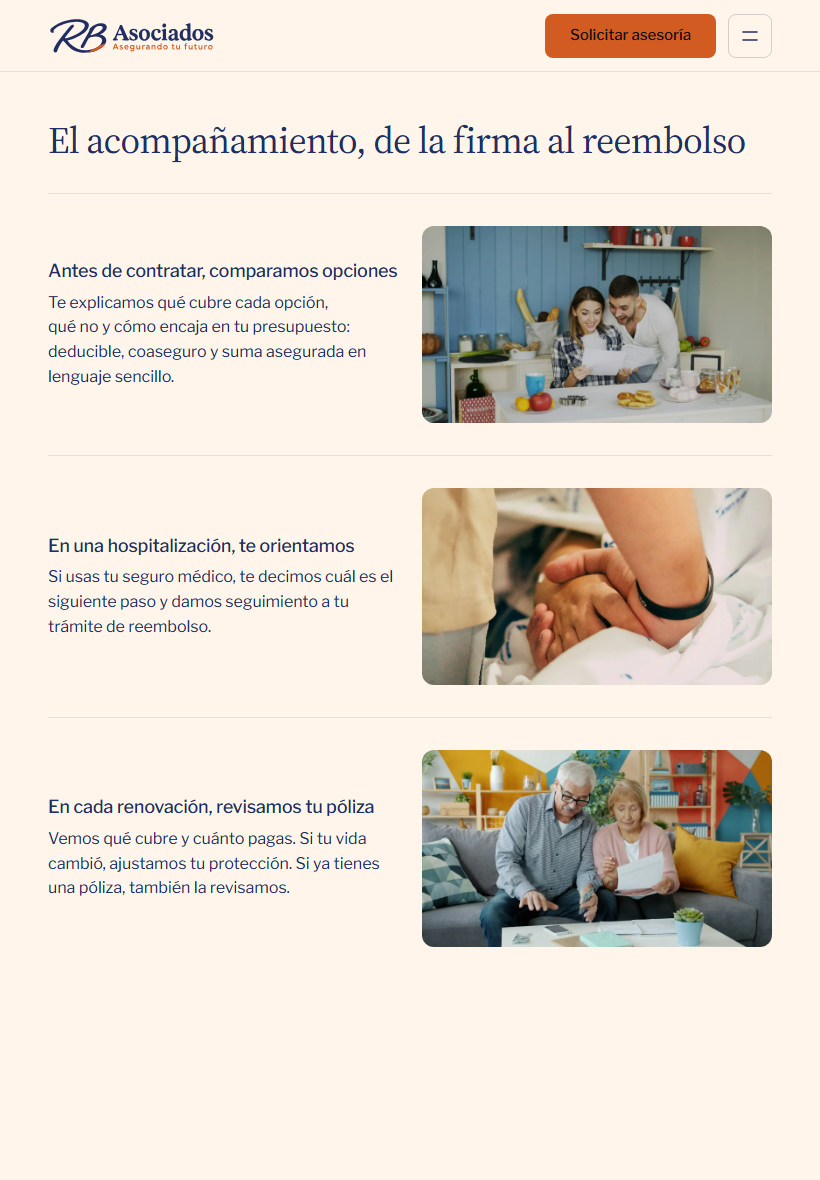 RB Asociados
Asegurando tu futuro
Solicitar asesoría
El acompañamiento, de la firma al reembolso
Antes de contratar, comparamos opciones
Te explicamos qué cubre cada opción,
qué no y cómo encaja en tu presupuesto:
deducible, coaseguro y suma asegurada en
lenguaje sencillo.
En una hospitalización, te orientamos
Si usas tu seguro médico, te decimos cuál es el
siguiente paso y damos seguimiento a tu
trámite de reembolso.
En cada renovación, revisamos tu póliza
Vemos qué cubre y cuánto pagas. Si tu vida
cambió, ajustamos tu protección. Si ya tienes
una póliza, también la revisamos.